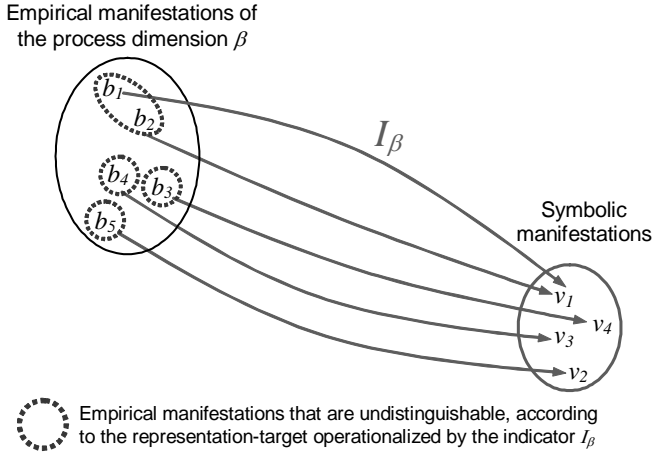 Empirical manifestations of
the process dimension β
b1
b2
b4
b3
b5
Iβ
Symbolic
manifestations
v1
v4
v3
v2
Empirical manifestations that are undistinguishable, according
to the representation-target operationalized by the indicator Iβ